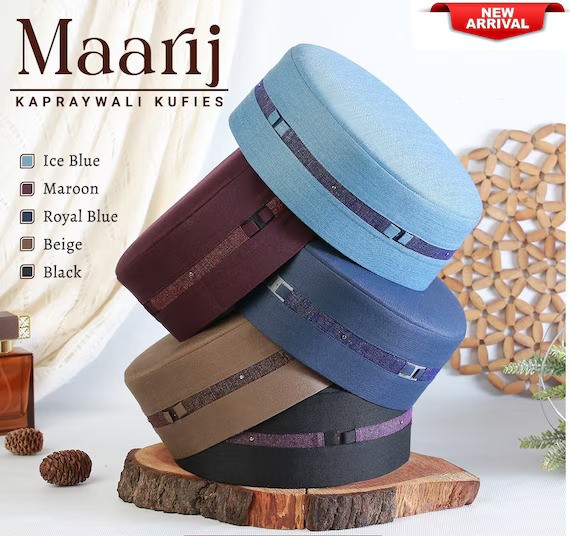 Maarij
KAPRAYWALI KUFIES
NEW
ARRIVAL
Ice Blue
Maroon
Royal Blue
Beige
Black